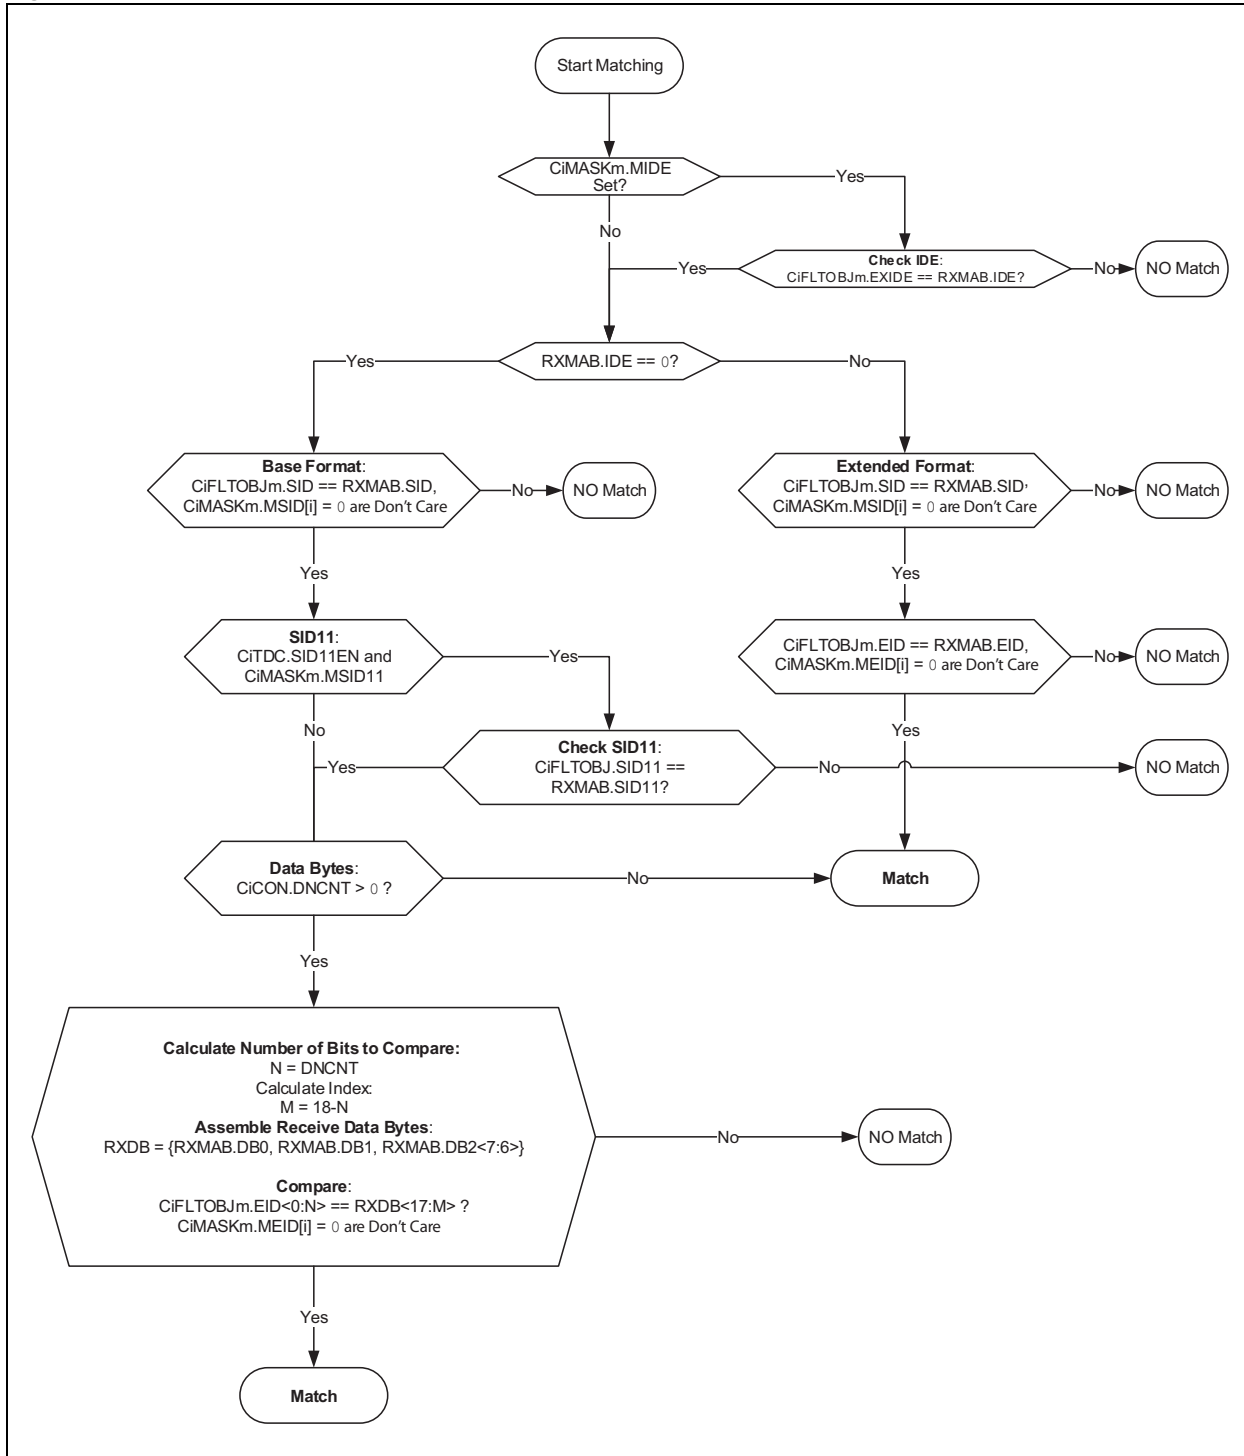 Start Matching
CiMASKm.MIDE
Set?
Yes
No
Check IDE:
CiFLTOBJm.EXIDE == RXMAB.IDE?
Yes
No
NO Match
RXMAB.IDE == 0?
Yes
No
Base Format:
CiFLTOBJm.SID == RXMAB.SID,
CiMASKm.MSID[i] = 0 are Don't Care
No
NO Match
Extended Format:
CiFLTOBJm.SID == RXMAB.SID,
CiMASKm.MSID[i] = 0 are Don't Care
No
NO Match
Yes
Yes
SID11:
CiTDC.SID11EN and
CiMASKm.MSID11
Yes
CiFLTOBJm.EID == RXMAB.EID,
CiMASKm.MEID[i] = 0 are Don't Care
No
NO Match
No
Yes
Check SID11:
CiFLTOBJ.SID11 ==
RXMAB.SID11?
Yes
No
NO Match
Data Bytes:
CiCON.DNCNT > 0 ?
No
Match
Yes
Calculate Number of Bits to Compare:
N = DNCNT
Calculate Index:
M = 18-N
Assemble Receive Data Bytes:
RXDB = {RXMAB.DB0, RXMAB.DB1, RXMAB.DB2<7:6>}
Compare:
CiFLTOBJm.EID<0:N> == RXDB<17:M> ?
CiMASKm.MEID[i] = 0 are Don't Care
No
NO Match
Yes
Match